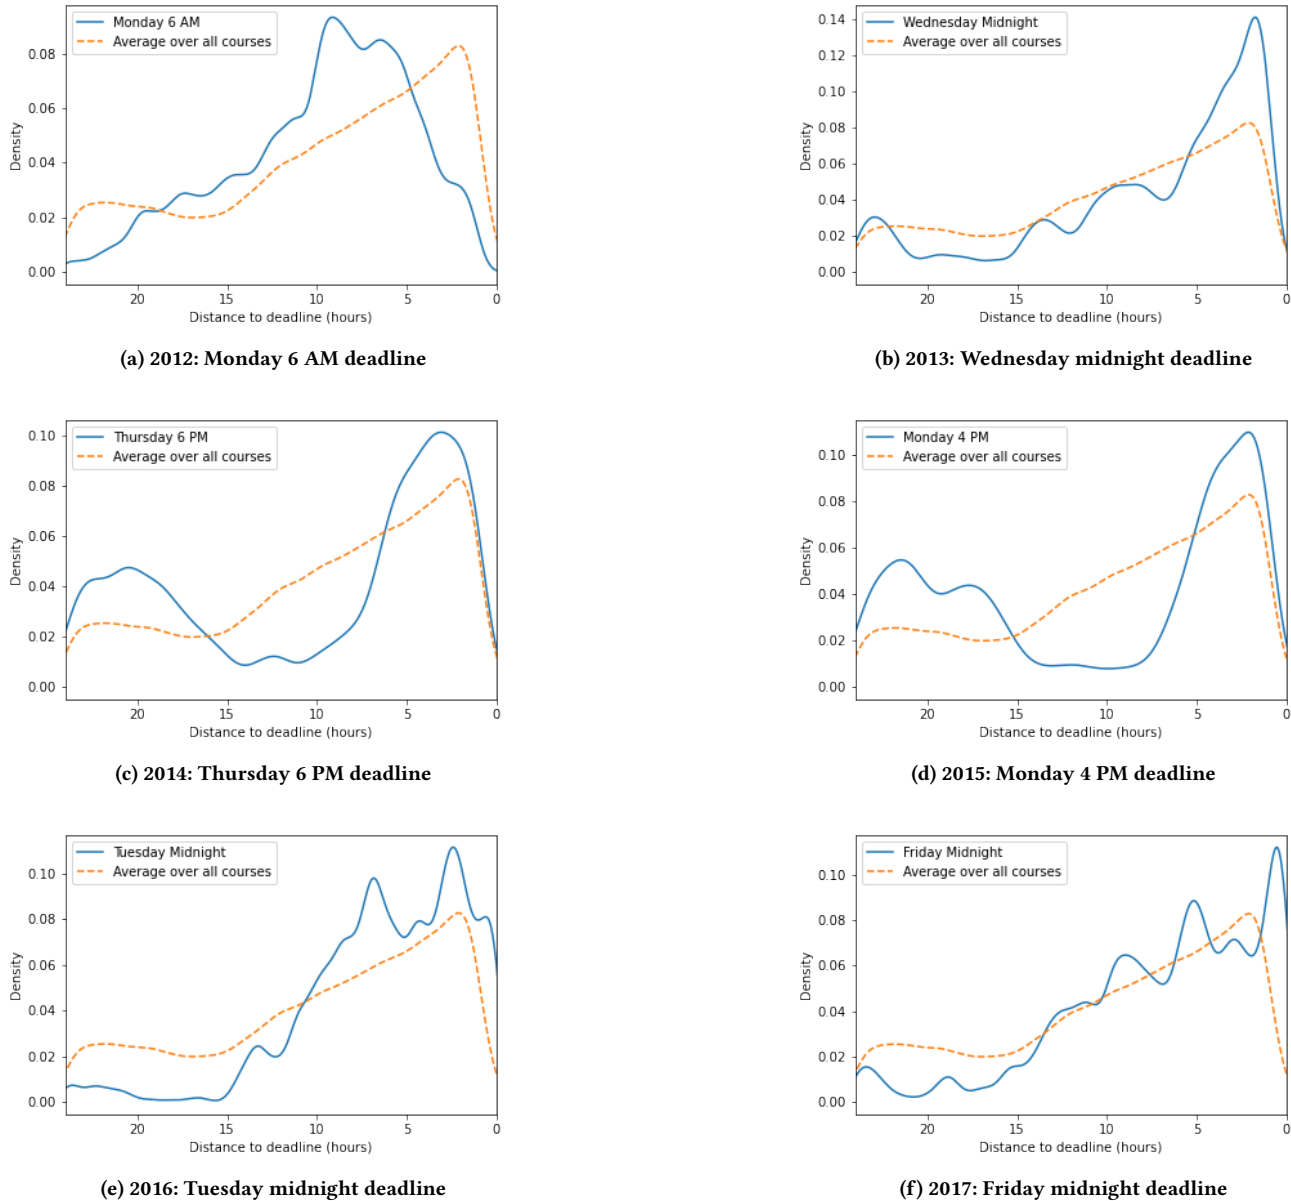 Monday 6 AM
Average over all courses
Density
0.08
0.06
0.04
0.02
0.00
20 15 10 5 0
Distance to deadline (hours)
(a) 2012: Monday 6 AM deadline
Wednesday Midnight
Average over all courses
Density
0.14
0.12
0.10
0.08
0.06
0.04
0.02
0.00
20 15 10 5 0
Distance to deadline (hours)
(b) 2013: Wednesday midnight deadline
Thursday 6 PM
Average over all courses
Density
0.10
0.08
0.06
0.04
0.02
0.00
20 15 10 5 0
Distance to deadline (hours)
(c) 2014: Thursday 6 PM deadline
Monday 4 PM
Average over all courses
Density
0.10
0.08
0.06
0.04
0.02
0.00
20 15 10 5 0
Distance to deadline (hours)
(d) 2015: Monday 4 PM deadline
Tuesday Midnight
Average over all courses
Density
0.10
0.08
0.06
0.04
0.02
0.00
20 15 10 5 0
Distance to deadline (hours)
(e) 2016: Tuesday midnight deadline
Friday Midnight
Average over all courses
Density
0.10
0.08
0.06
0.04
0.02
0.00
20 15 10 5 0
Distance to deadline (hours)
(f) 2017: Friday midnight deadline